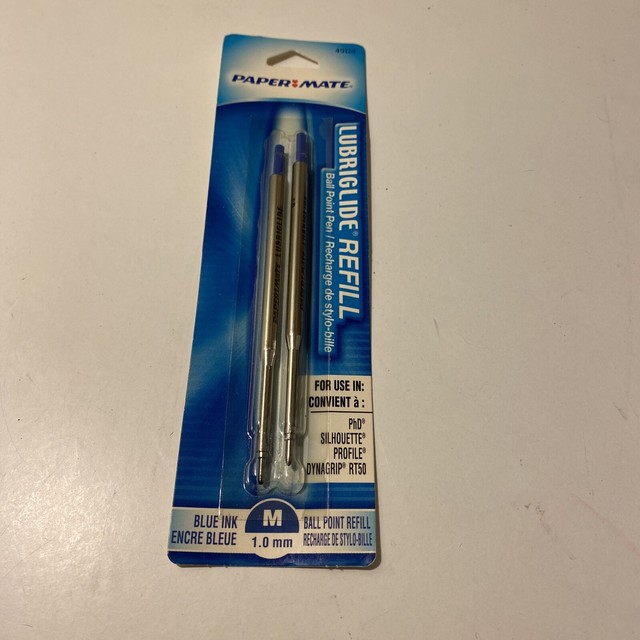 PAPER MATE®
LUBRIGLIDE® REFILL
Ball Point Pen / Recharge de stylo-bille
FOR USE IN:
CONVIENT à :
PhD®
SILHOUETTE®
PROFILE®
DYNAGRIP® RT50
BLUE INK
ENCRE BLEUE
M
1.0 mm
BALL POINT REFILL
RECHARGE DE STYLO-BILLE